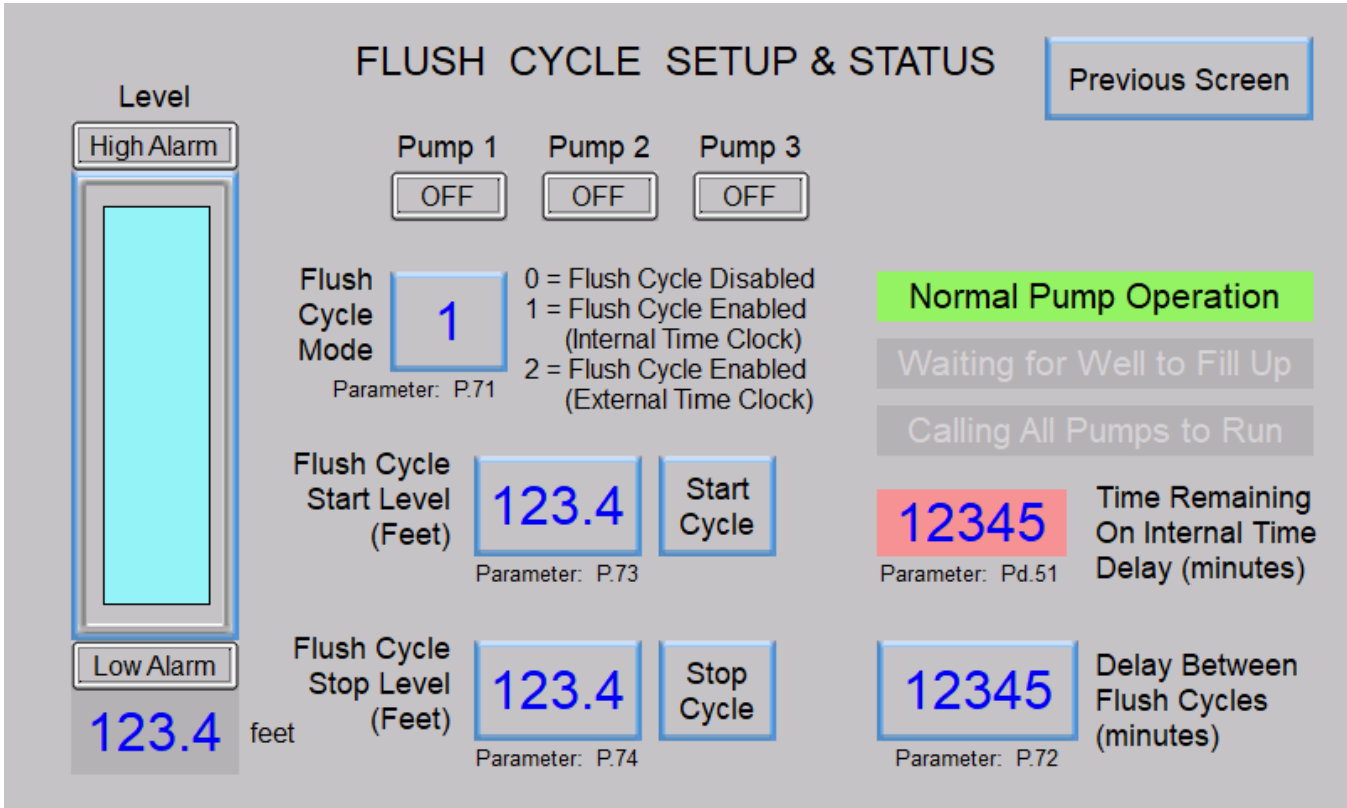 FLUSH CYCLE SETUP & STATUS
Previous Screen
Level
High Alarm
Pump 1 Pump 2 Pump 3
OFF OFF OFF
Flush
Cycle
Mode
1
Parameter: P.71
0 = Flush Cycle Disabled
1 = Flush Cycle Enabled
(Internal Time Clock)
2 = Flush Cycle Enabled
(External Time Clock)
Normal Pump Operation
Waiting for Well to Fill Up
Calling All Pumps to Run
Flush Cycle
Start Level
(Feet)
123.4
Parameter: P.73
Start
Cycle
12345
Parameter: Pd.51
Time Remaining
On Internal Time
Delay (minutes)
Low Alarm
123.4 feet
Flush Cycle
Stop Level
(Feet)
123.4
Parameter: P.74
Stop
Cycle
12345
Parameter: P.72
Delay Between
Flush Cycles
(minutes)